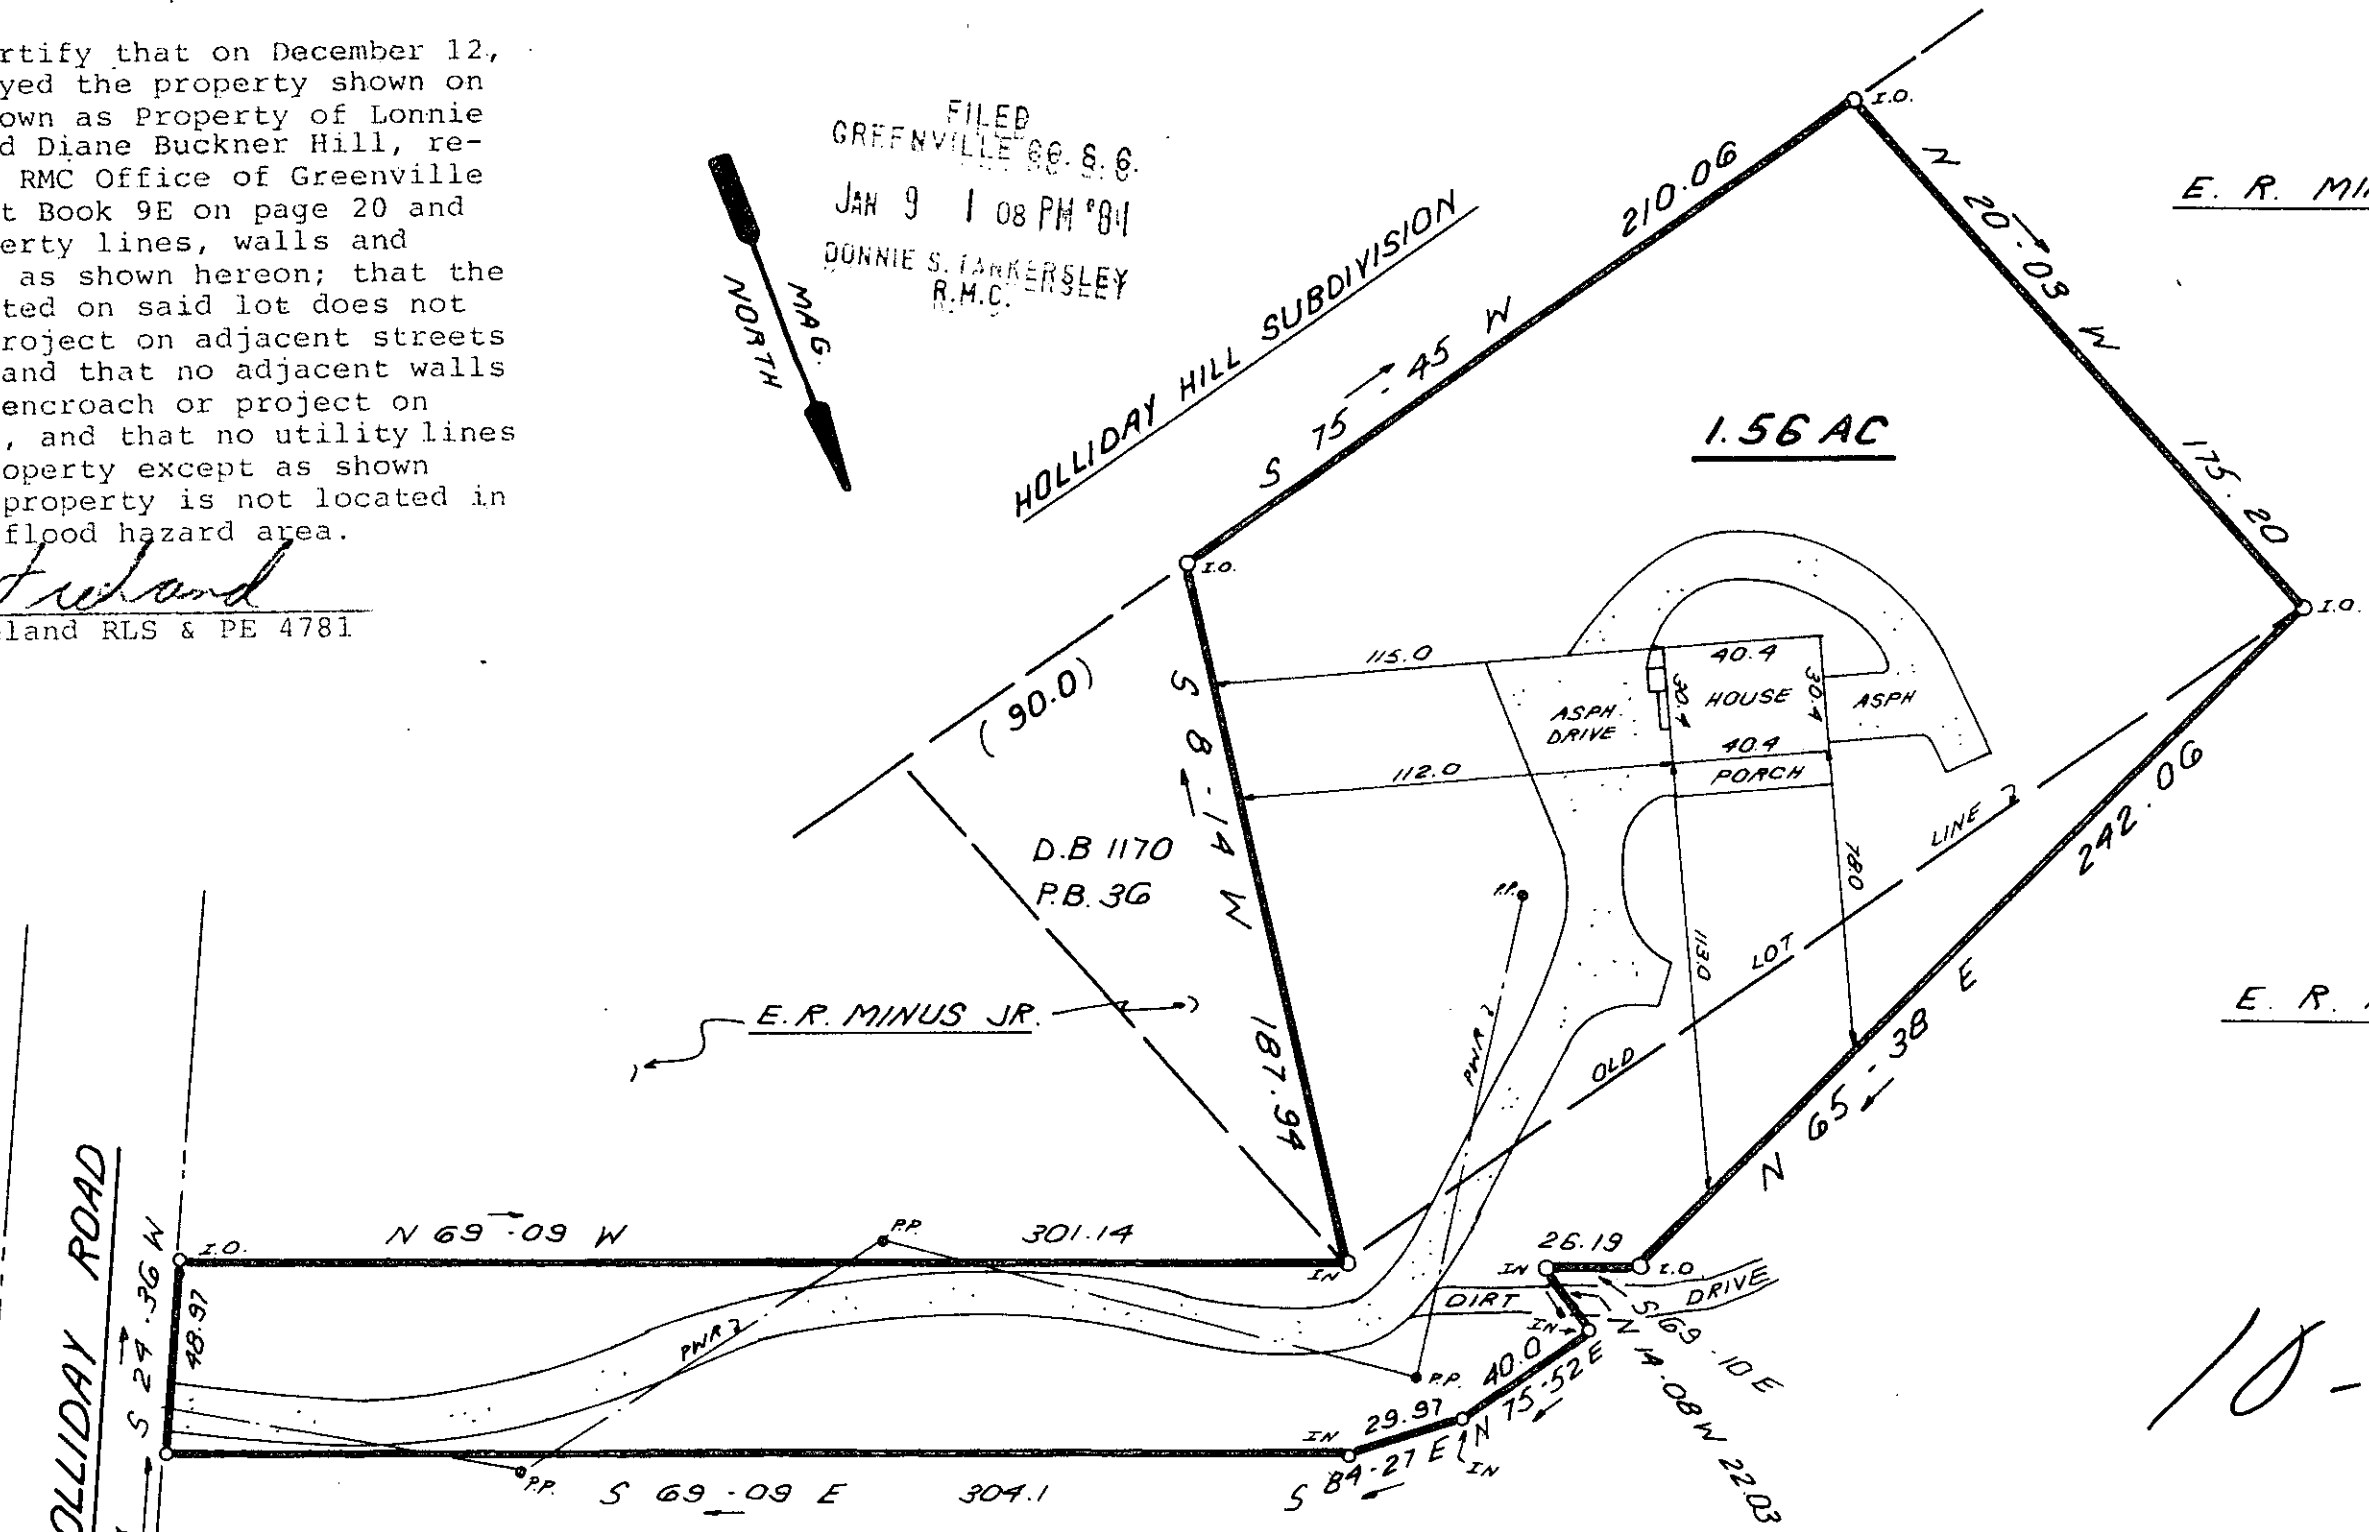 rtify that on December 12,
yed the property shown on
own as Property of Lonnie
d Diane Buckner Hill, re-
RMC Office of Greenville
t Book 9E on page 20 and
erty lines, walls and
as shown hereon; that the
ted on said lot does not
roject on adjacent streets
and that no adjacent walls
encroach or project on
, and that no utility lines
operty except as shown
property is not located in
flood hazard area.
land RLS & PE 4781
FILED
GREENVILLE CO. S. C.
JAN 9 1 08 PM '84
DONNIE S. TANKERSLEY
R.M.C.
MAG.
NORTH
HOLLIDAY HILL SUBDIVISION
S 75-45 W 210.06
I.O.
N 20-03 W 175.20
E. R. MIN
1.56 AC
I.O.
I.O.
(90.0)
S 8-14 W 187.94
115.0
40.4
30.4
HOUSE
30.4
ASPH
ASPH.
DRIVE
40.4
PORCH
112.0
D.B 1170
P.B. 36
P.P.
PWR
113.0
78.0
OLD LOT LINE
N 65-38 E 242.06
E. R. MINUS JR.
E. R.
OLLIDAY ROAD
S 24-36 W
48.97
I.O.
N 69-09 W 301.14
P.P.
IN
26.19
IN
I.O
DIRT DRIVE
S 69-10 E
IN
N 14-08 W 22.03
40.0
N 75-52 E
P.P.
PWR
29.97
IN
S 84-27 E
IN
P.P.
S 69-09 E 304.1
10-